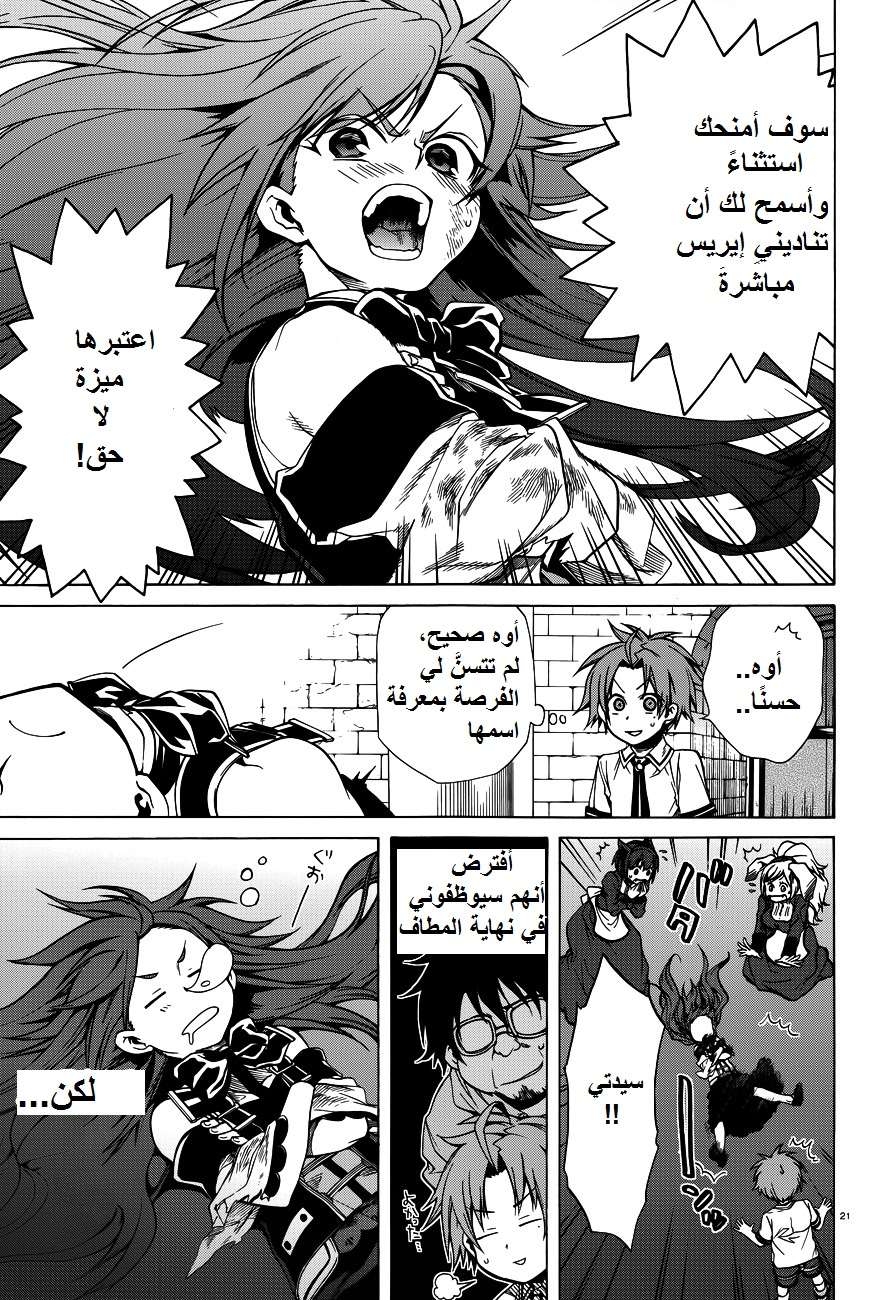 سوف أمنحك
استثناءً
وأسمح لك أن
تناديني إيريس
مباشرةً
اعتبرها
ميزة
لا
حق!
أوه..
حسنًا..
أوه صحيح،
لم تتسنَّ لي
الفرصة بمعرفة
اسمها
سيدتي
!!
أفترض
أنهم سيوظفوني
في نهاية المطاف
لكن...
21